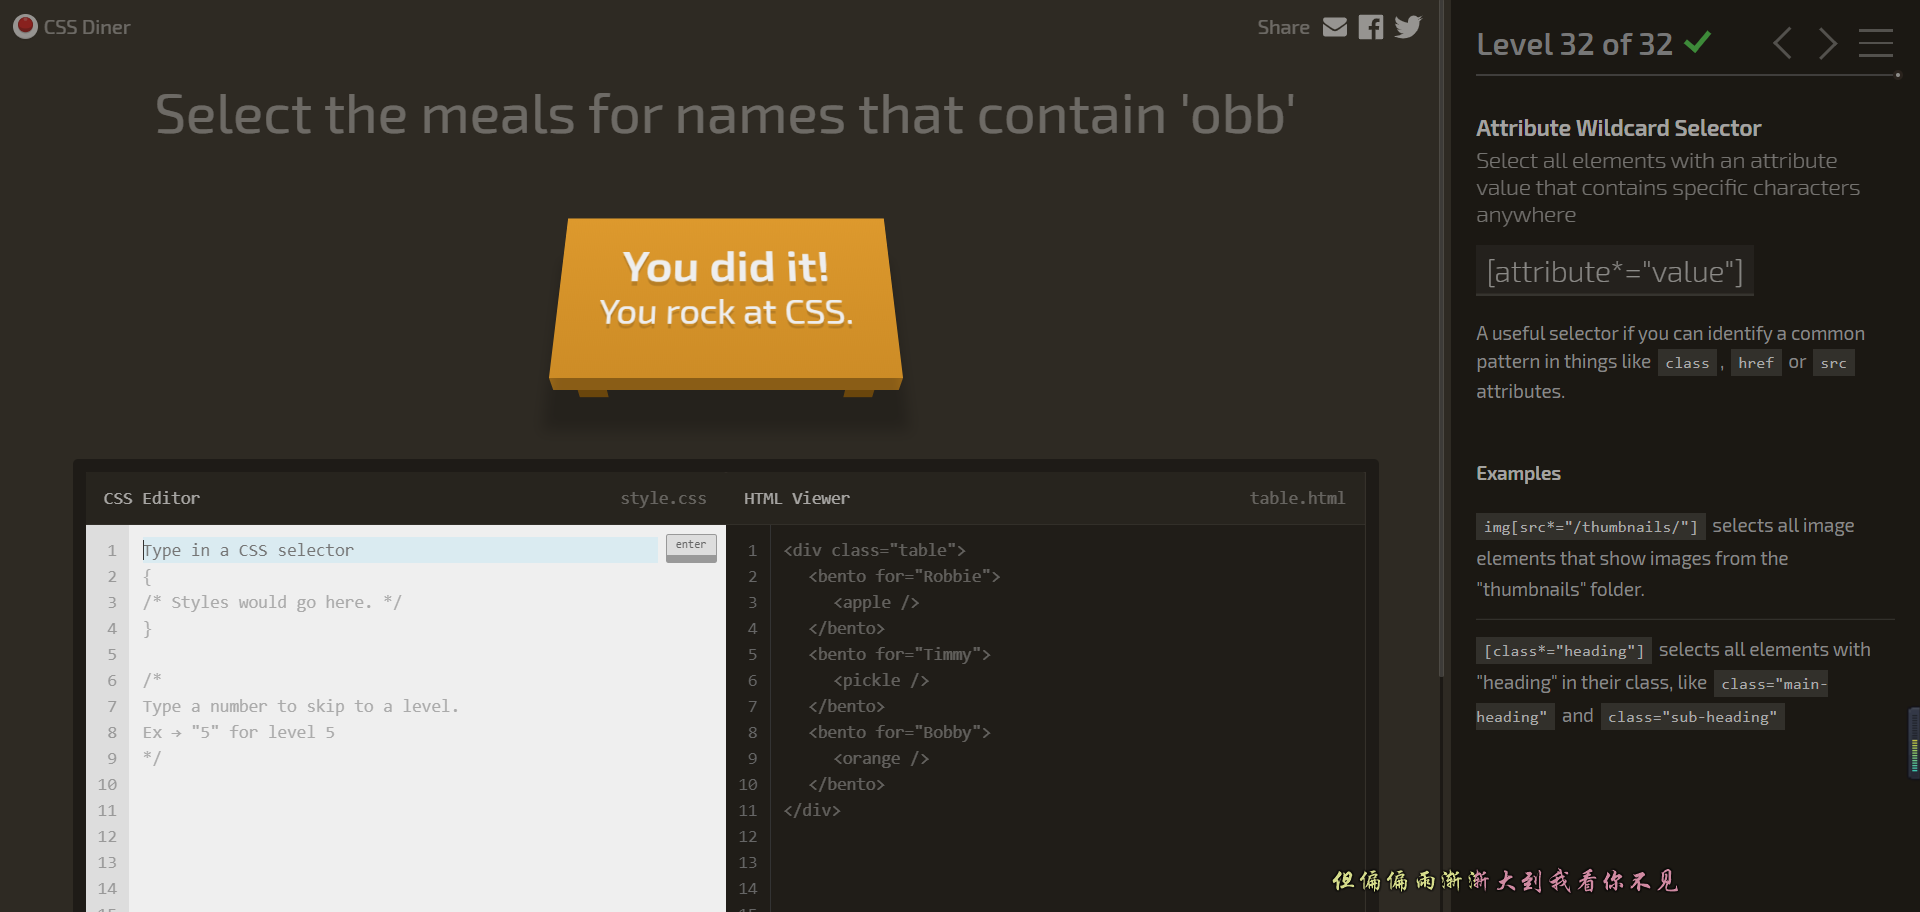 CSS Diner
Share
Select the meals for names that contain 'obb'
You did it!
You rock at CSS.
CSS Editor
style.css
1
2
3
4
5
6
7
8
9
10
11
12
13
14
Type in a CSS selector
enter
{
/* Styles would go here. */
}
/*
Type a number to skip to a level.
Ex → "5" for level 5
*/
HTML Viewer
table.html
1
2
3
4
5
6
7
8
9
10
11
12
13
14
<div class="table">
<bento for="Robbie">
<apple />
</bento>
<bento for="Timmy">
<pickle />
</bento>
<bento for="Bobby">
<orange />
</bento>
</div>
Level 32 of 32
Attribute Wildcard Selector
Select all elements with an attribute
value that contains specific characters
anywhere
[attribute*="value"]
A useful selector if you can identify a common
pattern in things like class , href or src
attributes.
Examples
img[src*="/thumbnails/"] selects all image
elements that show images from the
"thumbnails" folder.
[class*="heading"] selects all elements with
"heading" in their class, like class="main-
heading" and class="sub-heading"
但偏偏雨渐渐大到我看你不见